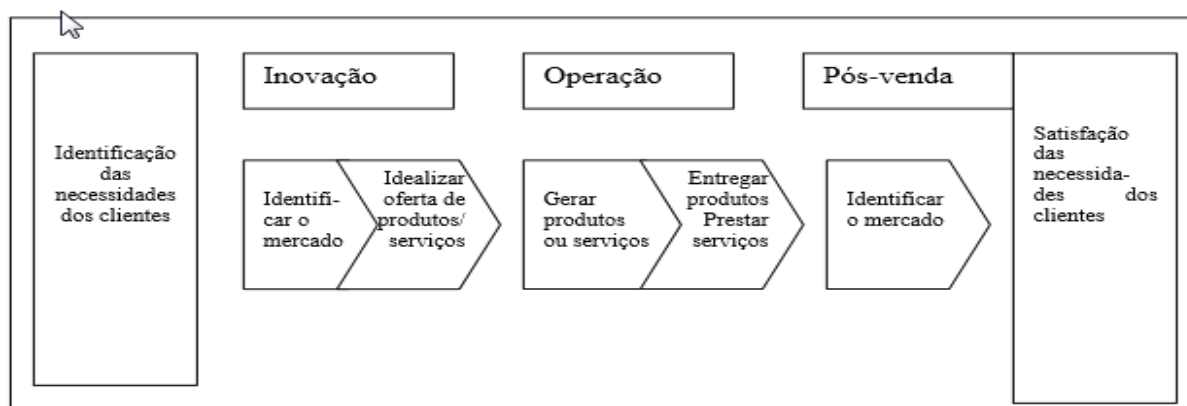 Identificação
das
necessidades
dos clientes
Inovação
Identifi-
car o
mercado
Idealizar
oferta de
produtos/
serviços
Operação
Gerar
produtos
ou serviços
Entregar
produtos
Prestar
serviços
Pós-venda
Identificar
o mercado
Satisfação
das
necessida-
des dos
clientes